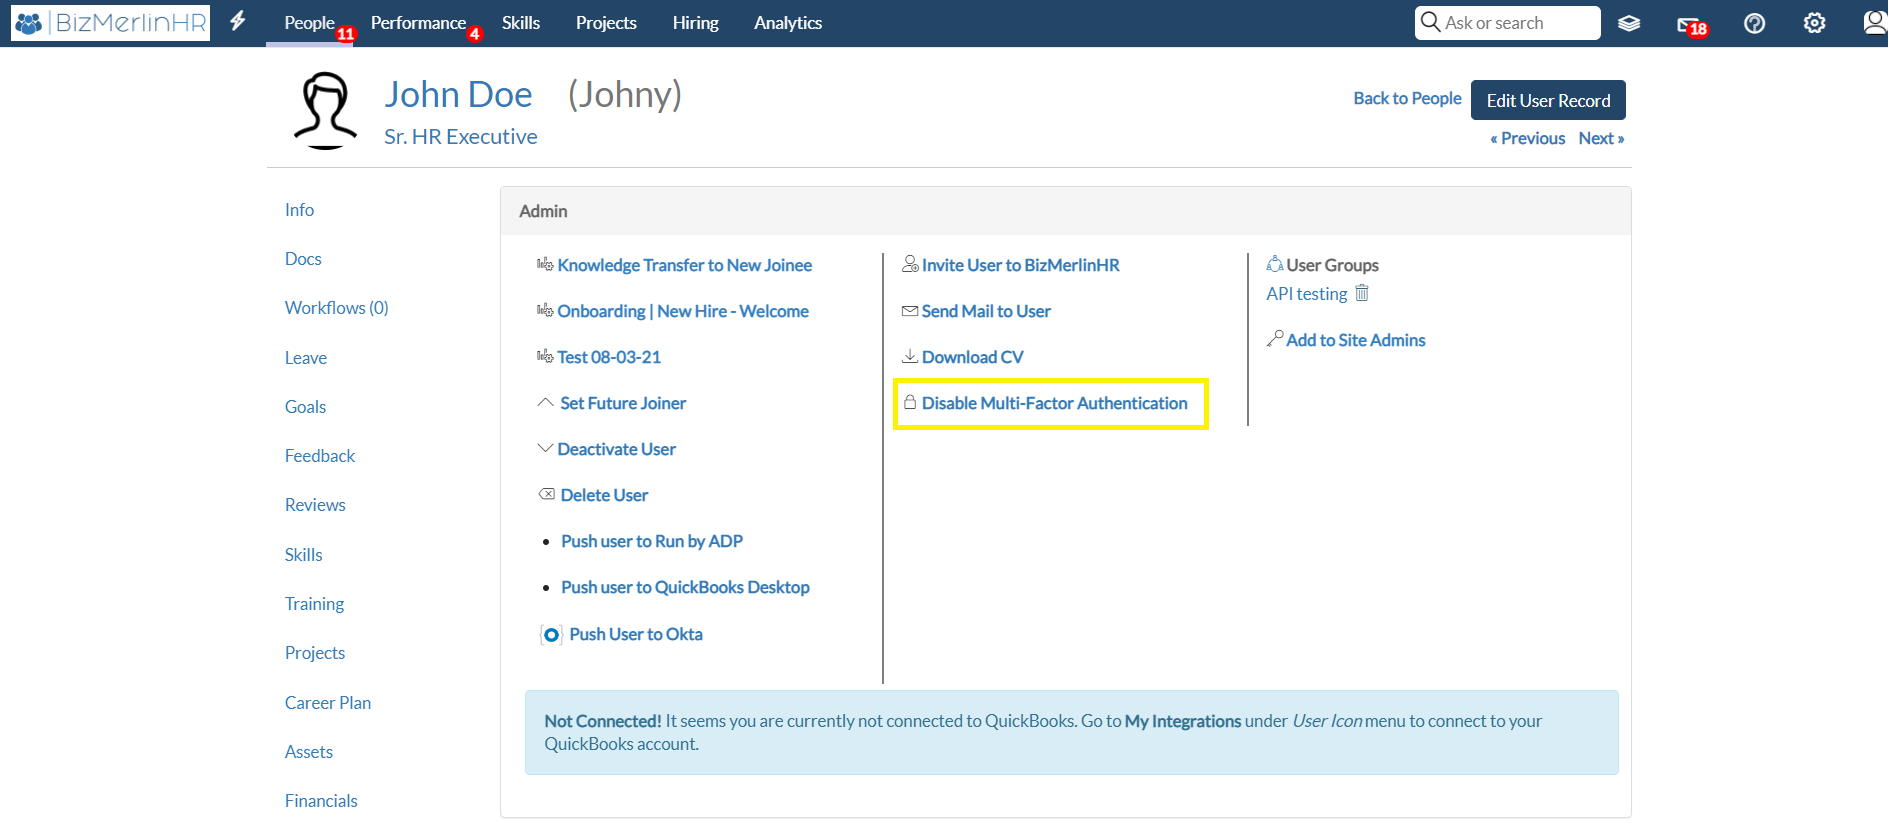 BizMerlinHR People 11 Performance 4 Skills Projects Hiring Analytics Ask or search 18
John Doe (Johny)
Back to People Edit User Record
Sr. HR Executive
« Previous Next »
Info
Docs
Workflows (0)
Leave
Goals
Feedback
Reviews
Skills
Training
Projects
Career Plan
Assets
Financials
Admin
Knowledge Transfer to New Joinee
Onboarding | New Hire - Welcome
Test 08-03-21
Set Future Joiner
Deactivate User
Delete User
• Push user to Run by ADP
• Push user to QuickBooks Desktop
Push User to Okta
Invite User to BizMerlinHR
Send Mail to User
Download CV
Disable Multi-Factor Authentication
User Groups
API testing
Add to Site Admins
Not Connected! It seems you are currently not connected to QuickBooks. Go to My Integrations under User Icon menu to connect to your
QuickBooks account.